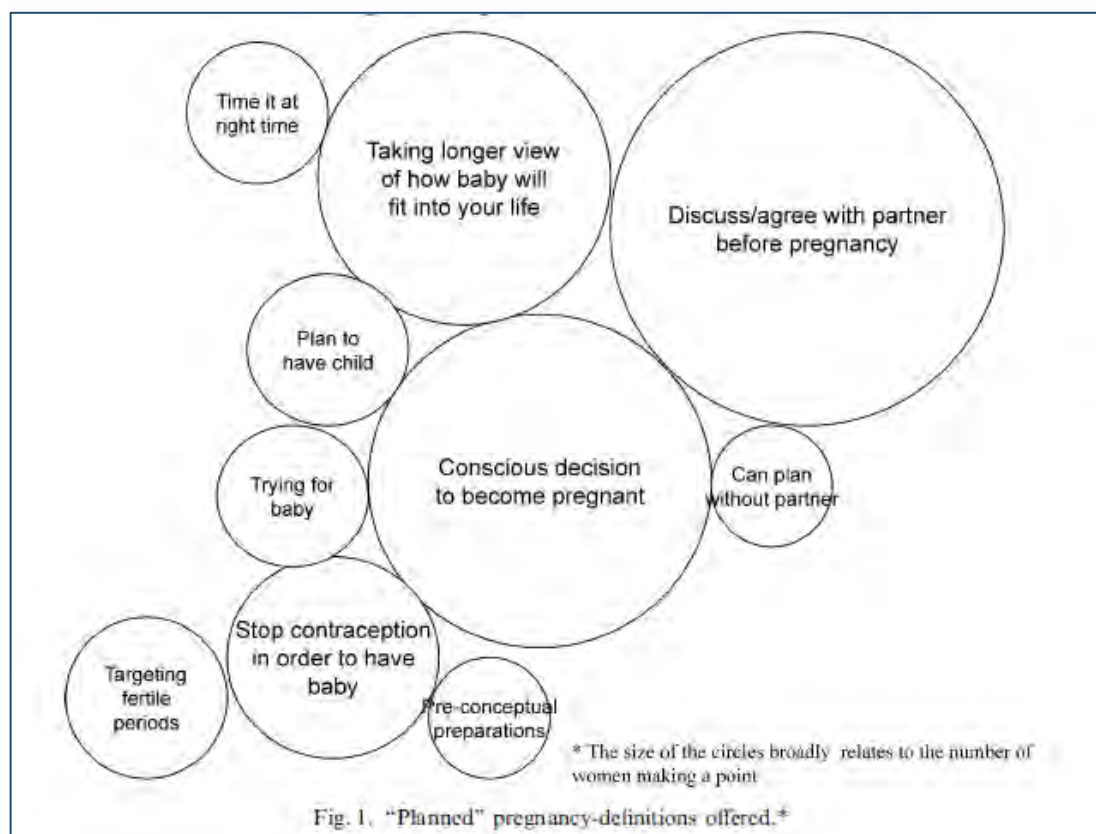 Time it at
right time
Taking longer view
of how baby will
fit into your life
Discuss/agree with partner
before pregnancy
Plan to
have child
Conscious decision
to become pregnant
Trying for
baby
Can plan
without partner
Stop contraception
in order to have
baby
Targeting
fertile
periods
Pre-conceptual
preparations
* The size of the circles broadly relates to the number of
women making a point
Fig. 1. "Planned" pregnancy-definitions offered.*